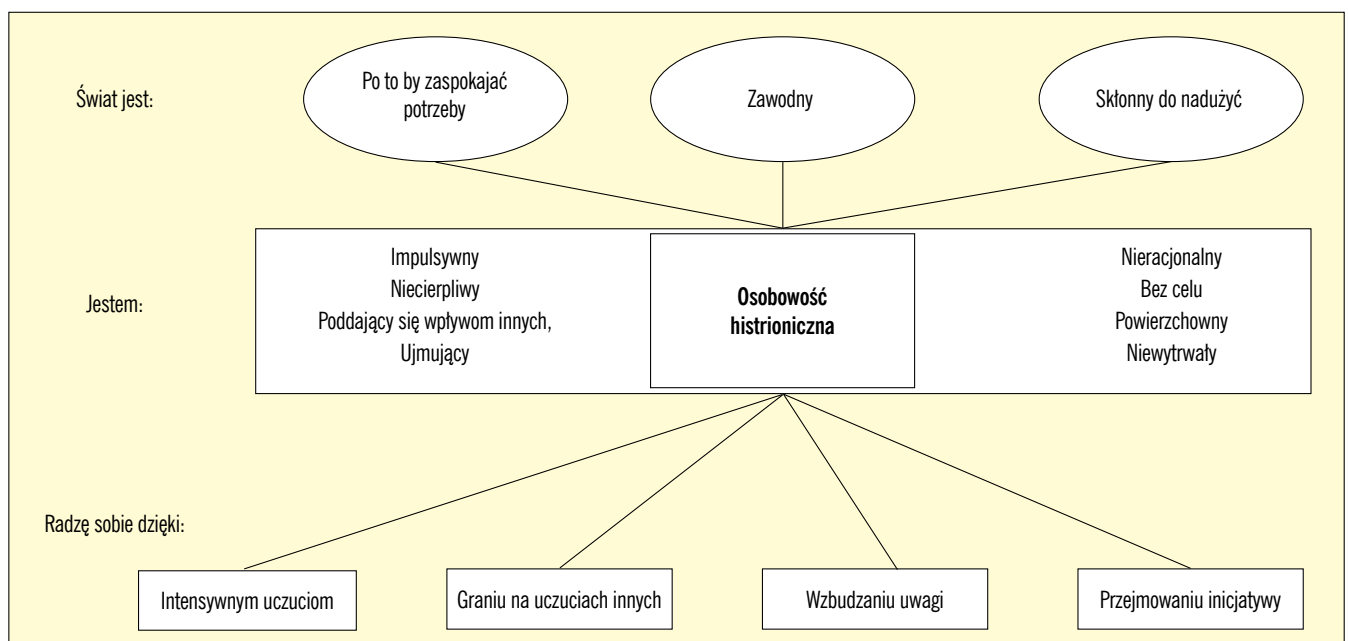 Świat jest:
Po to by zaspokajać
potrzeby
Zawodny
Skłonny do nadużyć
Jestem:
Impulsywny
Niecierpliwy
Poddający się wpływom innych,
Ujmujący
Osobowość
histrioniczna
Nieracjonalny
Bez celu
Powierzchowny
Niewytrwały
Radzę sobie dzięki:
Intensywnym uczuciom
Graniu na uczuciach innych
Wzbudzaniu uwagi
Przejmowaniu inicjatywy